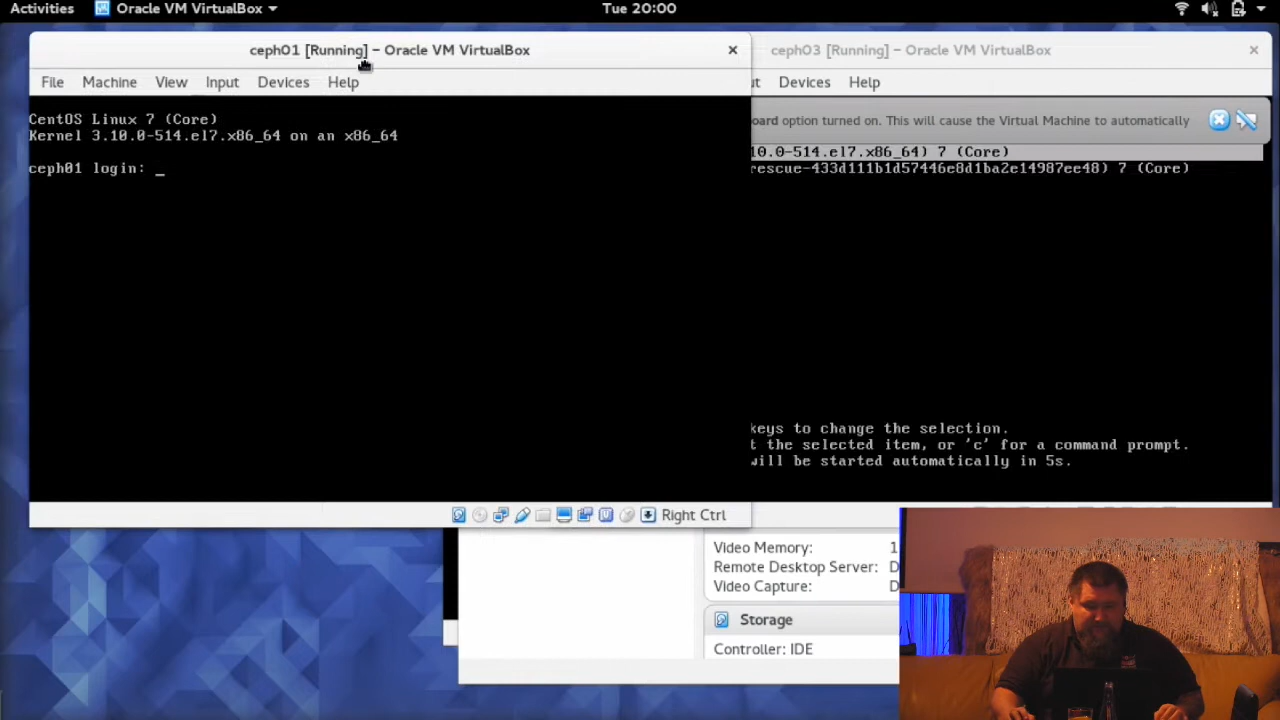 Activities
Oracle VM VirtualBox
Tue 20:00
ceph01 [Running] - Oracle VM VirtualBox
File Machine View Input Devices Help
CentOS Linux 7 (Core)
Kernel 3.10.0-514.el7.x86_64 on an x86_64
ceph01 login: _
Right Ctrl
ceph03 [Running] - Oracle VM VirtualBox
ut Devices Help
oard option turned on. This will cause the Virtual Machine to automatically
10.0-514.el7.x86_64) 7 (Core)
rescue-433d111b1d57446e8d1ba2e14987ee48) 7 (Core)
keys to change the selection.
t the selected item, or 'c' for a command prompt.
will be started automatically in 5s.
Video Memory: 1
Remote Desktop Server: D
Video Capture: D
Storage
Controller: IDE